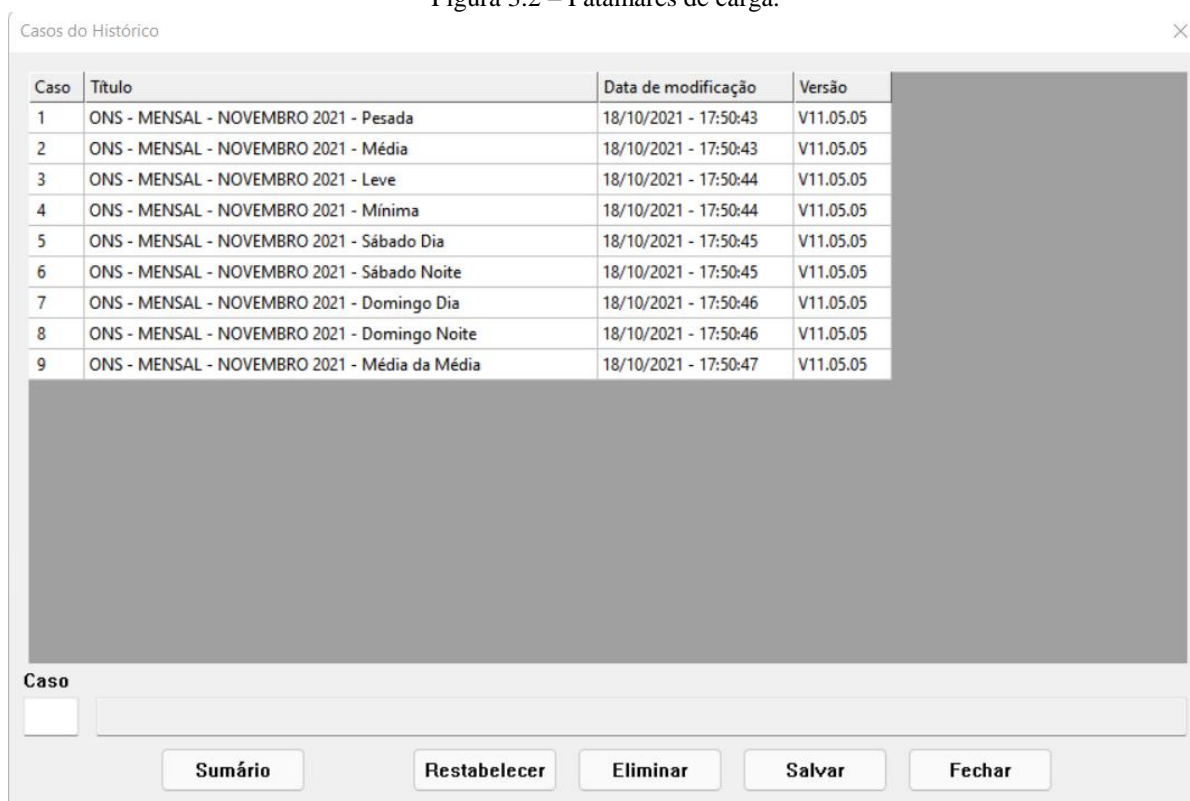 Figura 3.2 – Patamares de carga.
Casos do Histórico
Caso Título Data de modificação Versão
1 ONS - MENSAL - NOVEMBRO 2021 - Pesada 18/10/2021 - 17:50:43 V11.05.05
2 ONS - MENSAL - NOVEMBRO 2021 - Média 18/10/2021 - 17:50:43 V11.05.05
3 ONS - MENSAL - NOVEMBRO 2021 - Leve 18/10/2021 - 17:50:44 V11.05.05
4 ONS - MENSAL - NOVEMBRO 2021 - Mínima 18/10/2021 - 17:50:44 V11.05.05
5 ONS - MENSAL - NOVEMBRO 2021 - Sábado Dia 18/10/2021 - 17:50:45 V11.05.05
6 ONS - MENSAL - NOVEMBRO 2021 - Sábado Noite 18/10/2021 - 17:50:45 V11.05.05
7 ONS - MENSAL - NOVEMBRO 2021 - Domingo Dia 18/10/2021 - 17:50:46 V11.05.05
8 ONS - MENSAL - NOVEMBRO 2021 - Domingo Noite 18/10/2021 - 17:50:46 V11.05.05
9 ONS - MENSAL - NOVEMBRO 2021 - Média da Média 18/10/2021 - 17:50:47 V11.05.05
Caso
Sumário Restabelecer Eliminar Salvar Fechar